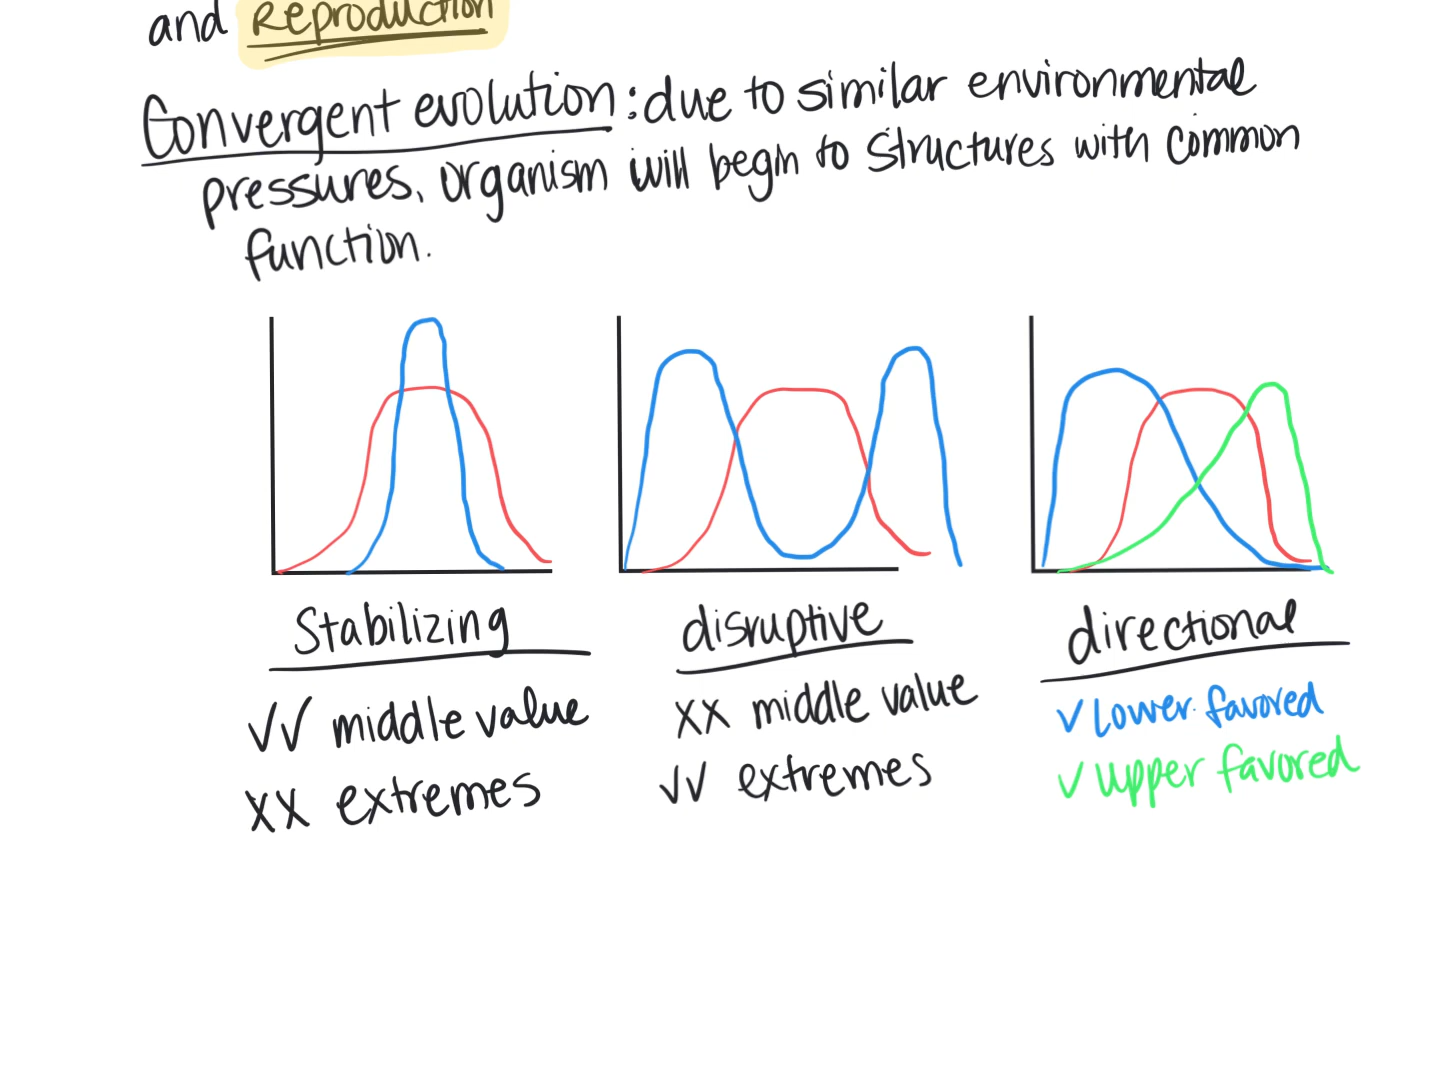 and Reproduction
Convergent evolution: due to similar environmental
pressures, organism will begin to structures with common
function.
Stabilizing
✓✓ middle value
XX extremes
disruptive
XX middle value
✓✓ extremes
directional
✓ Lower favored
✓ upper favored